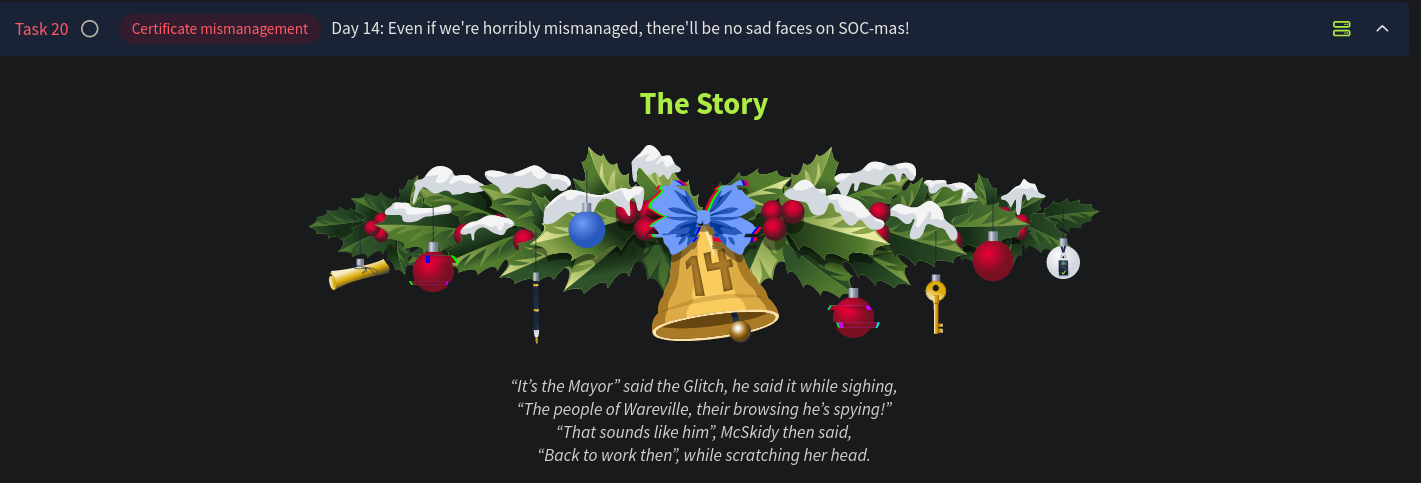 Task 20 Certificate mismanagement Day 14: Even if we're horribly mismanaged, there'll be no sad faces on SOC-mas!
The Story
14
“It’s the Mayor” said the Glitch, he said it while sighing,
“The people of Wareville, their browsing he’s spying!”
“That sounds like him”, McSkidy then said,
“Back to work then”, while scratching her head.